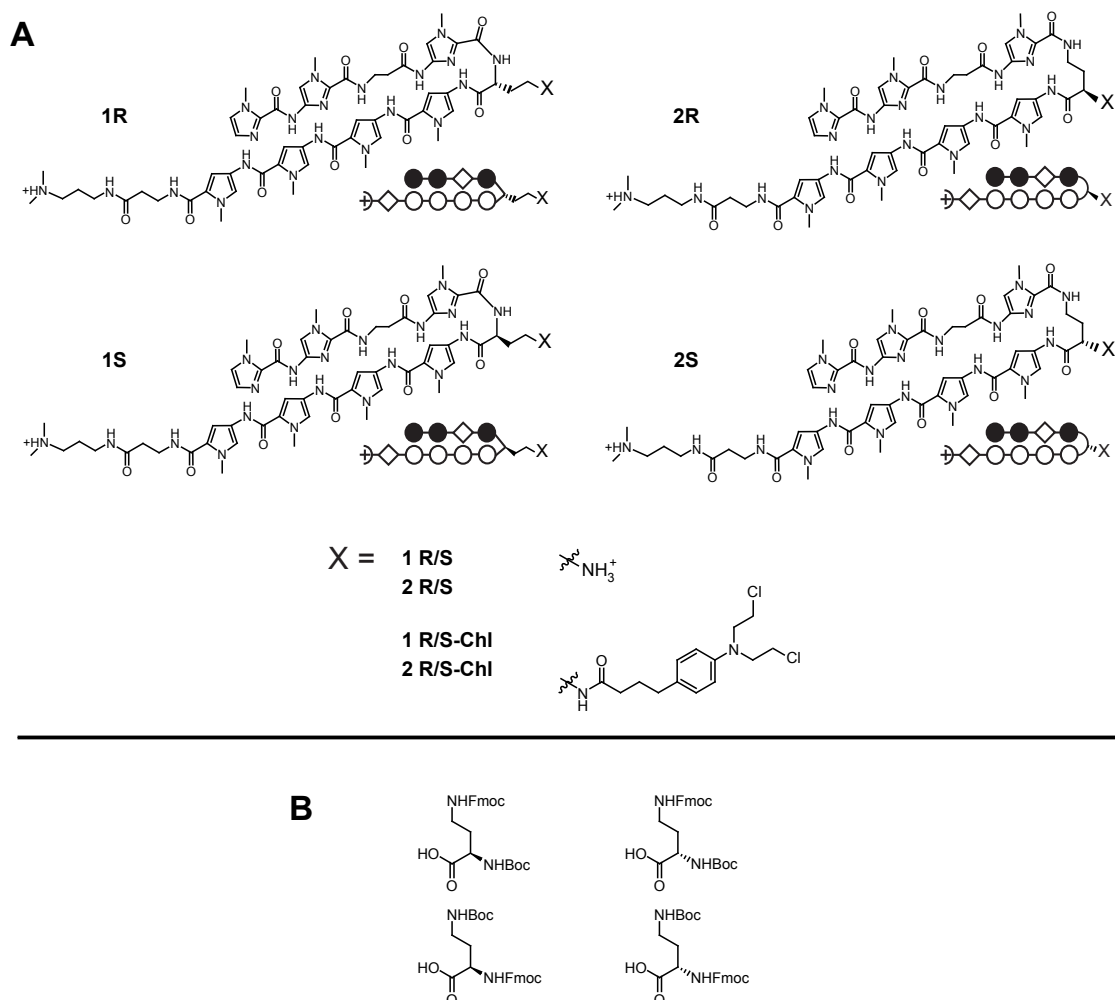 A
1R
X
X
2R
X
X
1S
X
X
2S
X
X
X =
1 R/S
2 R/S
NH3+
1 R/S-Chl
2 R/S-Chl
Cl
N
Cl
O
N
H
B
NHFmoc
HO
NHBoc
O
NHFmoc
HO
NHBoc
O
NHBoc
HO
NHFmoc
O
NHBoc
HO
NHFmoc
O